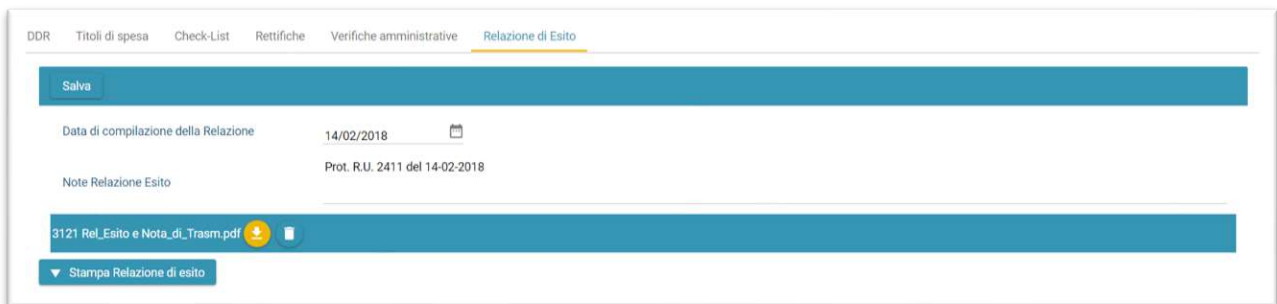 DDR Titoli di spesa Check-List Rettifiche Verifiche amministrative Relazione di Esito
Salva
Data di compilazione della Relazione 14/02/2018
Prot. R.U. 2411 del 14-02-2018
Note Relazione Esito
3121 Rel_Esito e Nota_di_Trasm.pdf
Stampa Relazione di esito